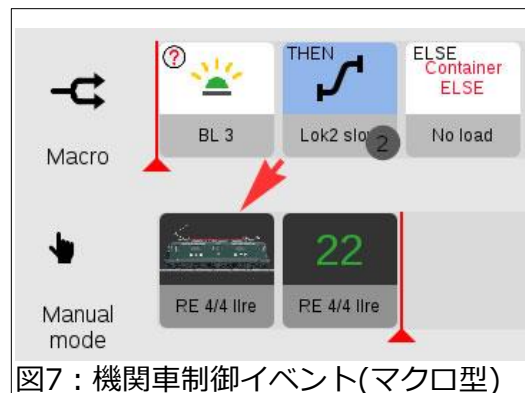 THEN
ELSE
Container
ELSE
BL 3
Lok2 slow
2
No load
Macro
22
RE 4/4 IIre
RE 4/4 IIre
Manual
mode
図7：機関車制御イベント(マクロ型)